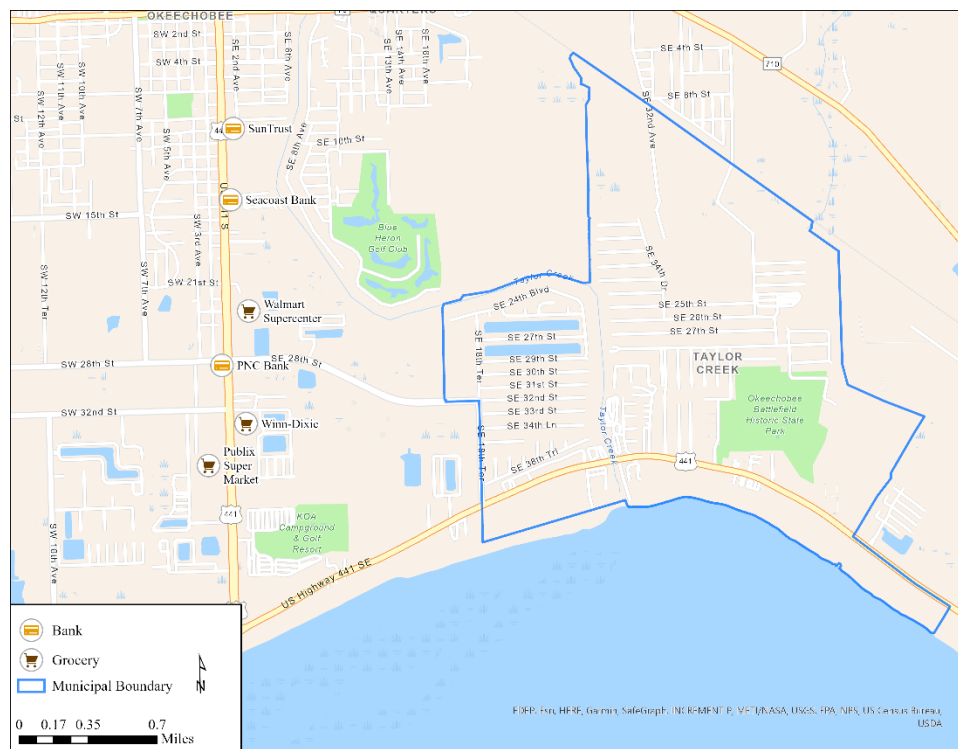 OKEECHOBEE
QUARTERS
SW 2nd St
SW 4th St
SW 10th Ave
SW 11th Ave
SW 12th Ave
St
SW 7th Ave
SW 5th Ave
SE 2nd Ave
SE 6th Ave
SE 13th Ave
SE 14th Ave
SE 16th Ave
SE 8th Ave
SE 10th St
SE 4th St
SE 8th St
SE 32nd Ave
710
SunTrust
Seacoast Bank
SW 15th St
SW 3rd Ave
Blue
Heron
Golf Club
SW 12th Ter
SW 7th Ave
SW 21st St
Walmart
Supercenter
Taylor Creek
SE 24th Blvd
SE 34th Dr
SE 25th St
SE 26th St
SE 27th St
SE 27th St
SE 29th St
SE 30th St
SE 31st St
SE 32nd St
SE 33rd St
SE 34th Ln
SE 18th Ter
SE 19th Ter
SE 38th Trl
SW 28th St
PNC Bank
SE 28th St
TAYLOR
CREEK
SW 32nd St
Winn-Dixie
Publix
Super
Market
Taylor Creek
Okeechobee
Battlefield
Historic State
Park
441
441
SW 16th Ave
KOA
Campground
& Golf
Resort
US Highway 441 SE
Bank
Grocery
Municipal Boundary
N
0 0.17 0.35 0.7
Miles
FDEP, Esri, HERE, Garmin, SafeGraph, INCREMENT P, METI/NASA, USGS, EPA, NPS, US Census Bureau,
USDA